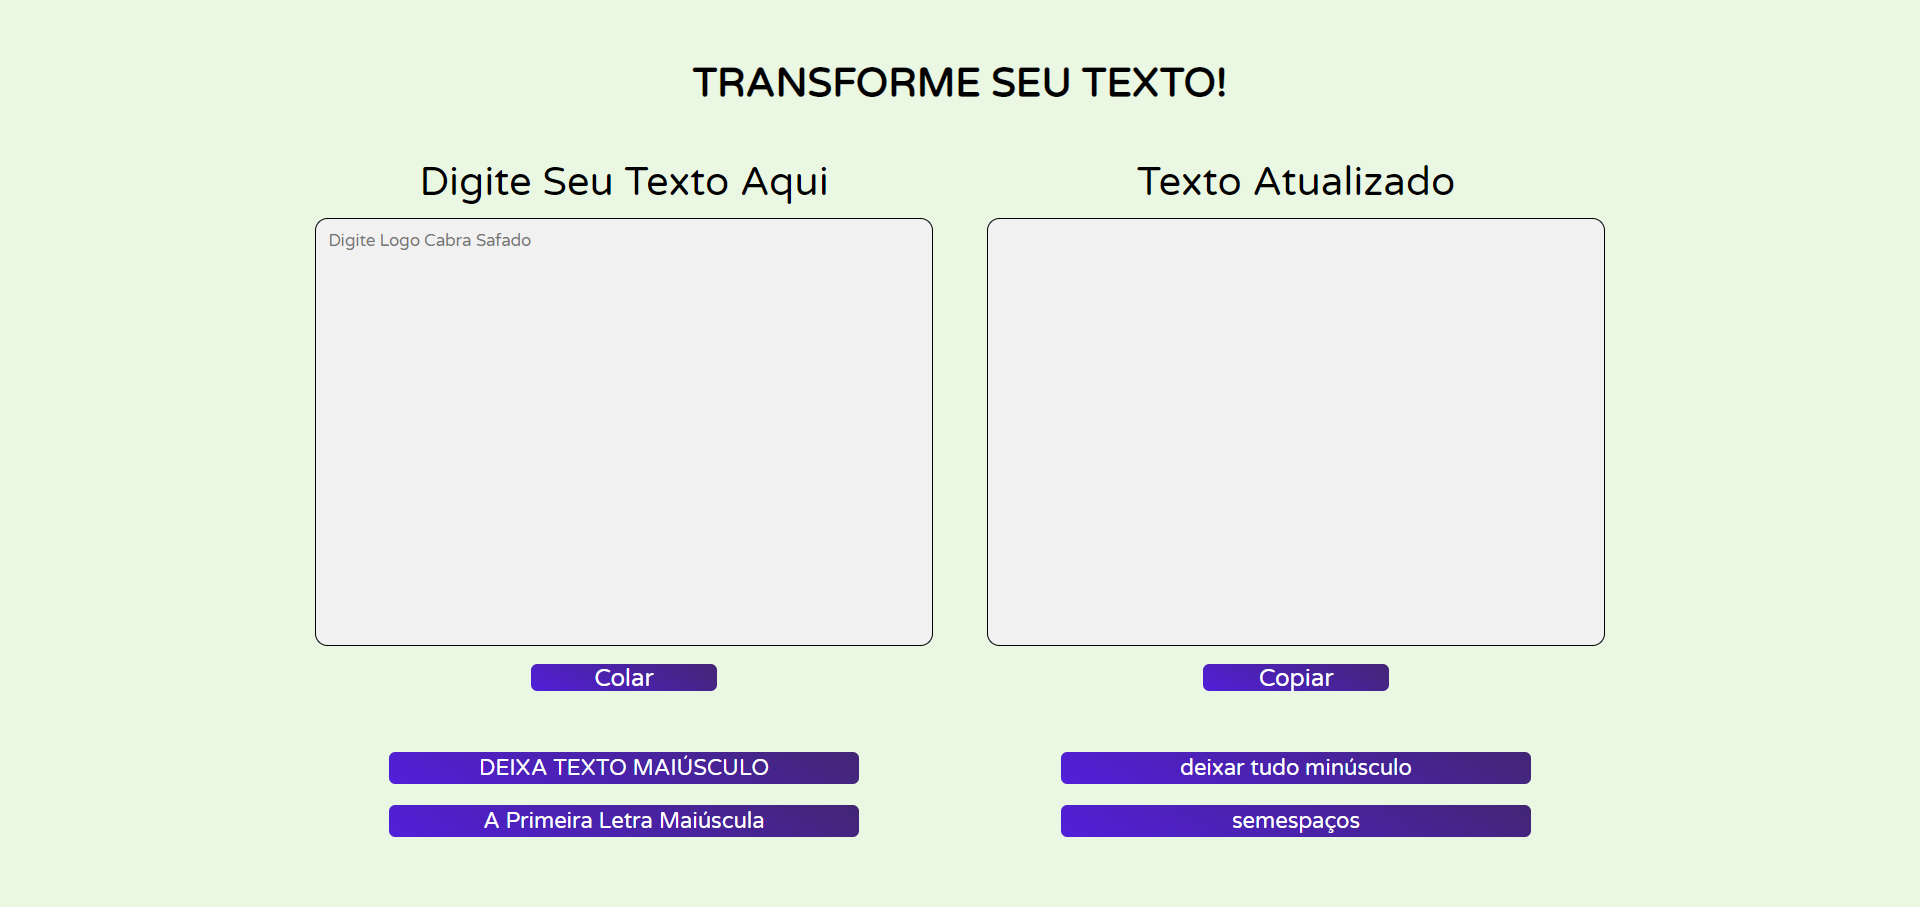 TRANSFORME SEU TEXTO!
Digite Seu Texto Aqui
Texto Atualizado
Digite Logo Cabra Safado
Colar
Copiar
DEIXA TEXTO MAIÚSCULO
deixar tudo minúsculo
A Primeira Letra Maiúscula
semespaços